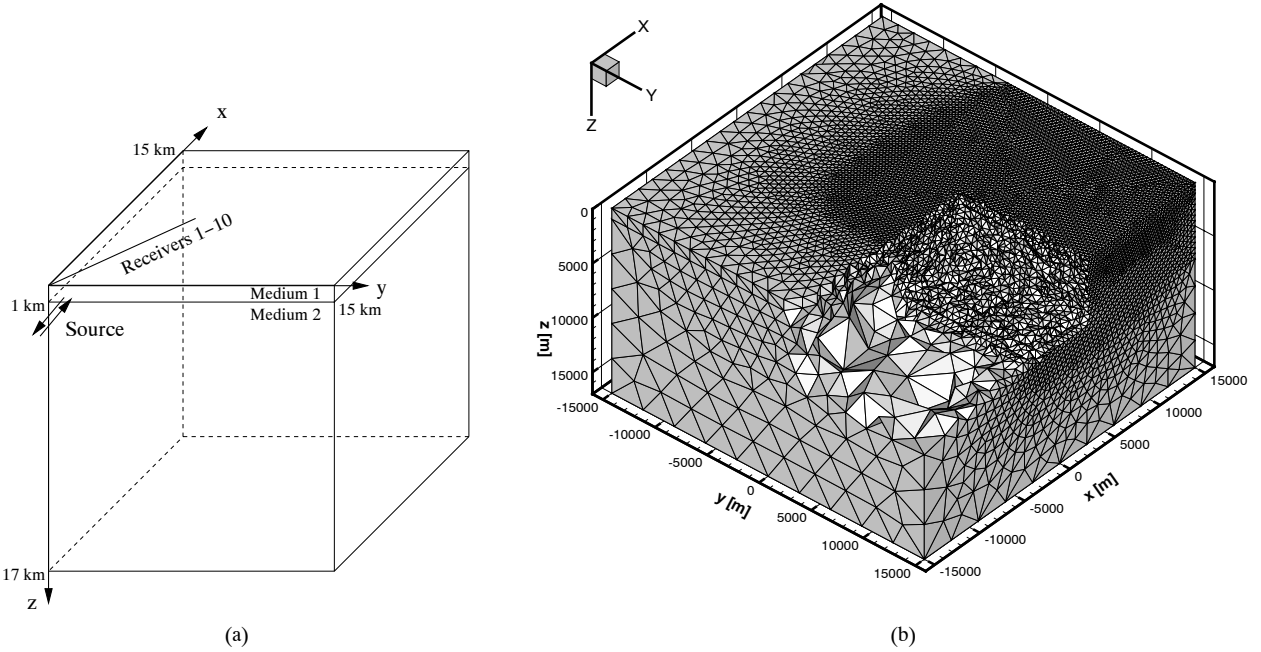 x
15 km
Receivers 1–10
y
1 km
Medium 1
Medium 2
15 km
Source
17 km
z
(a)
X
Y
Z
0
5000
10000
15000
z [m]
-15000
-10000
-5000
0
5000
10000
15000
y [m]
-15000
-10000
-5000
0
5000
10000
15000
x [m]
(b)